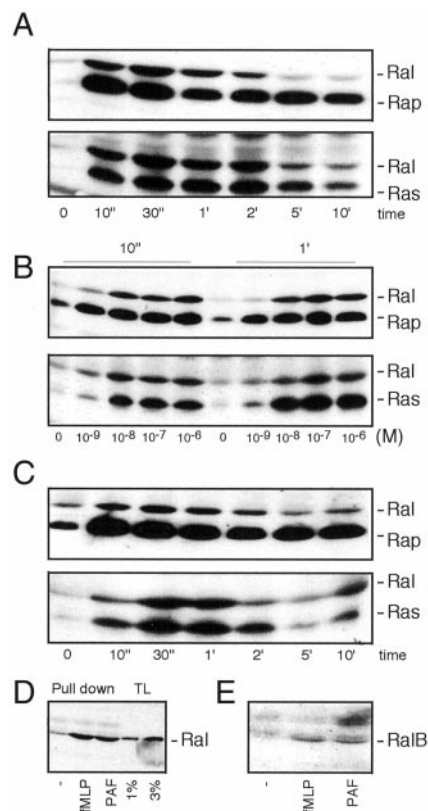 A
-Ral
-Rap
-Ral
-Ras
0 10" 30" 1' 2' 5' 10' time
B
10" 1'
-Ral
-Rap
-Ral
-Ras
0 10-9 10-8 10-7 10-6 0 10-9 10-8 10-7 10-6 (M)
C
-Ral
-Rap
-Ral
-Ras
0 10" 30" 1' 2' 5' 10' time
D
Pull down TL
-Ral
- fMLP PAF 1% 3%
E
-RalB
- fMLP PAF